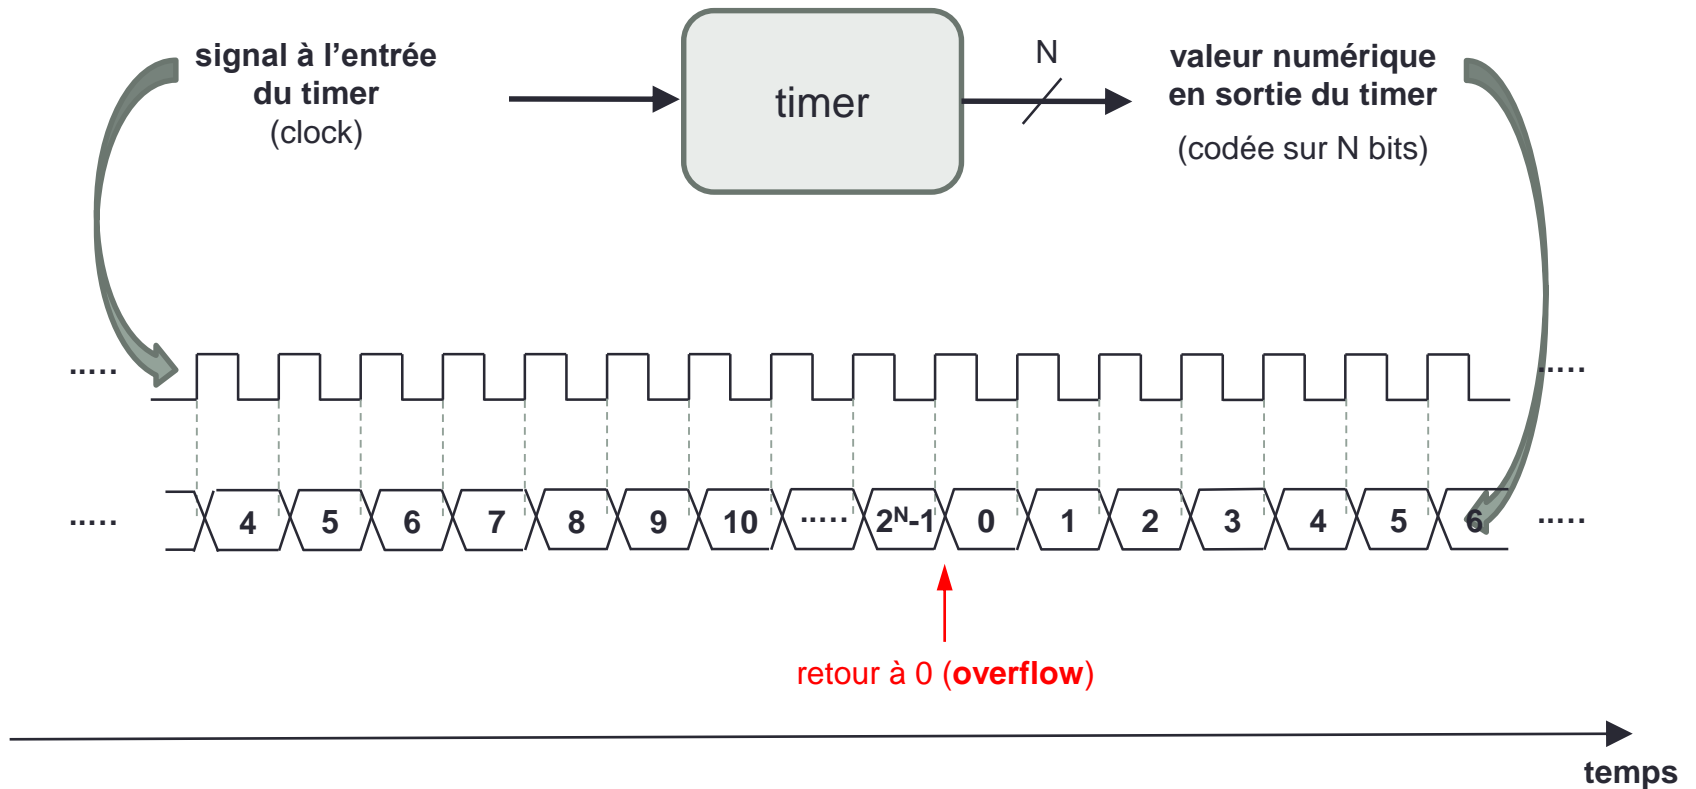 signal à l’entrée
du timer
(clock)
timer
N
valeur numérique
en sortie du timer
(codée sur N bits)
..... .....
..... 4 5 6 7 8 9 10 ..... 2ᴺ-1 0 1 2 3 4 5 6 .....
retour à 0 (overflow)
temps